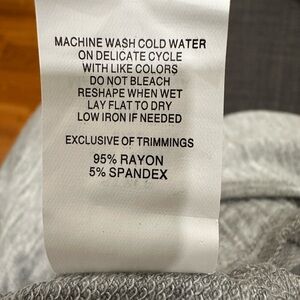 MACHINE WASH COLD WATER
ON DELICATE CYCLE
WITH LIKE COLORS
DO NOT BLEACH
RESHAPE WHEN WET
LAY FLAT TO DRY
LOW IRON IF NEEDED
EXCLUSIVE OF TRIMMINGS
95% RAYON
5% SPANDEX